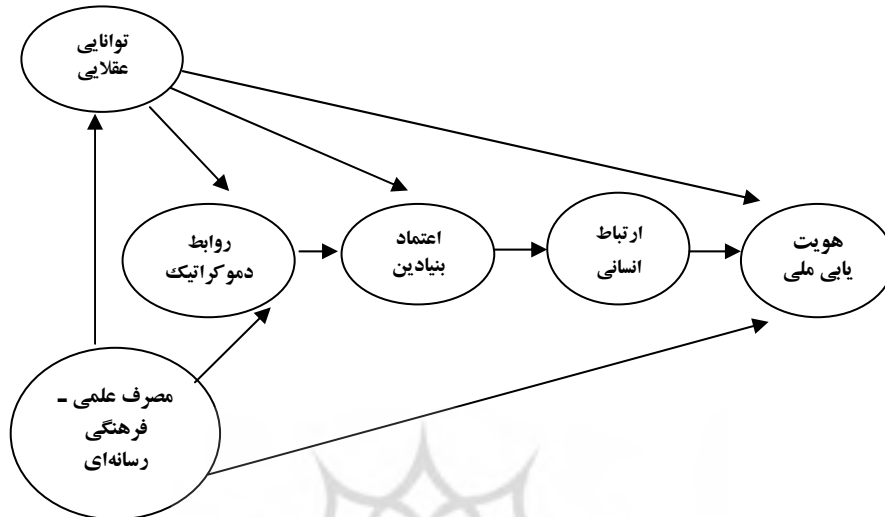 توانایی
عقلایی
روابط
دموکراتیک
اعتماد
بنیادین
ارتباط
انسانی
هویت
یابی ملی
مصرف علمی ـ
فرهنگی
رسانه‌ای